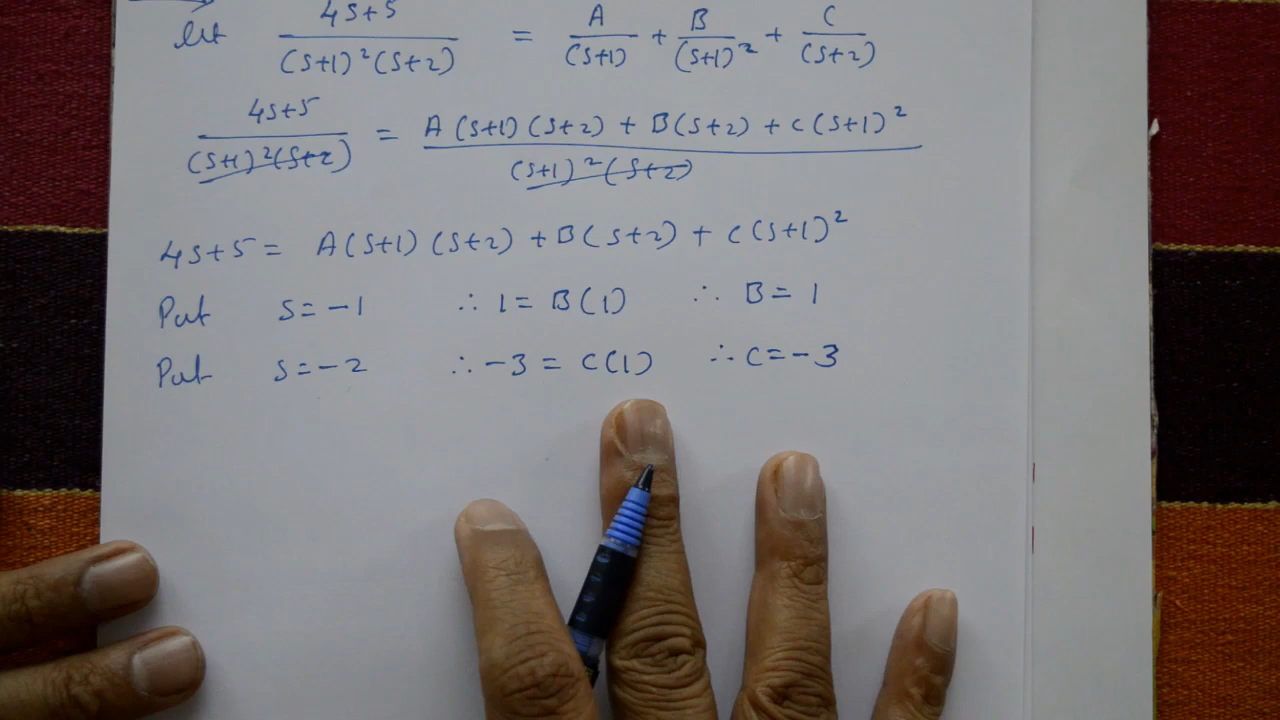 let (4s+5)/((s+1)²(s+2)) = A/(s+1) + B/(s+1)² + C/(s+2)
(4s+5)/((s+1)²(s+2)) = (A(s+1)(s+2) + B(s+2) + C(s+1)²)/((s+1)²(s+2))
4s+5 = A(s+1)(s+2) + B(s+2) + C(s+1)²
Put s=-1 ∴ 1=B(1) ∴ B=1
Put s=-2 ∴ -3=C(1) ∴ C=-3